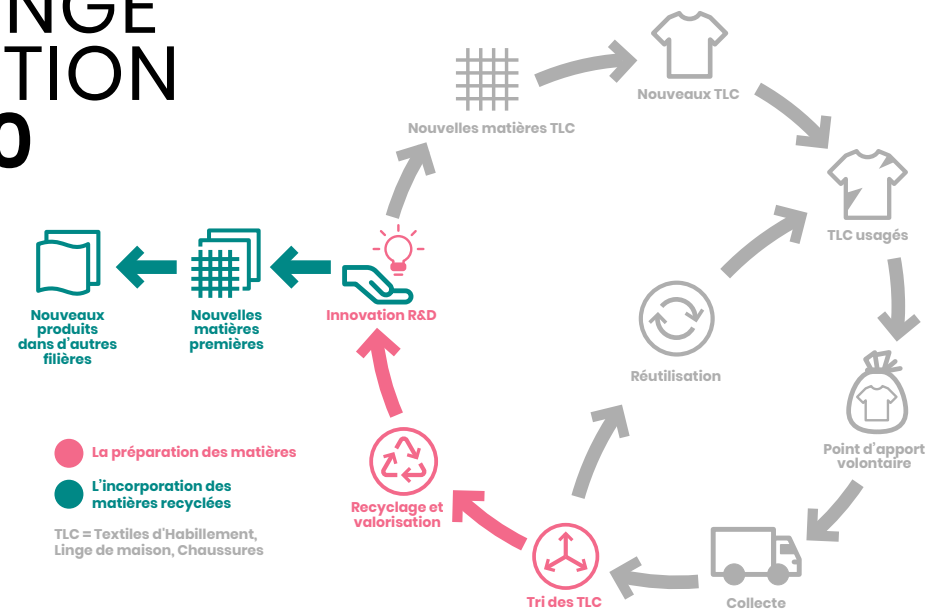 NGE
TION
0
Nouveaux TLC
Nouvelles matières TLC
TLC usagés
Nouveaux
produits
dans d'autres
filières
Nouvelles
matières
premières
Innovation R&D
Réutilisation
Point d'apport
volontaire
La préparation des matières
L'incorporation des
matières recyclées
TLC = Textiles d'Habillement,
Linge de maison, Chaussures
Recyclage et
valorisation
Tri des TLC
Collecte